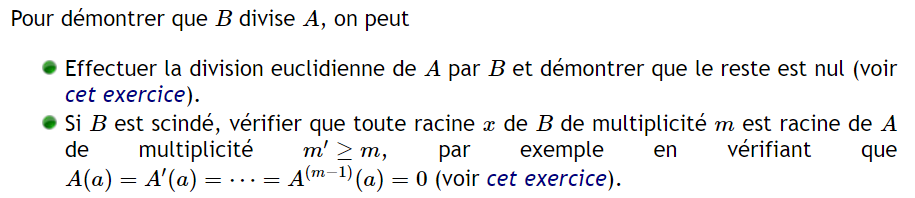 Pour démontrer que B divise A, on peut
Effectuer la division euclidienne de A par B et démontrer que le reste est nul (voir
cet exercice).
Si B est scindé, vérifier que toute racine x de B de multiplicité m est racine de A
de multiplicité m′ ≥ m, par exemple en vérifiant que
A(a) = A′(a) = ⋯ = A^(m−1)(a) = 0 (voir cet exercice).